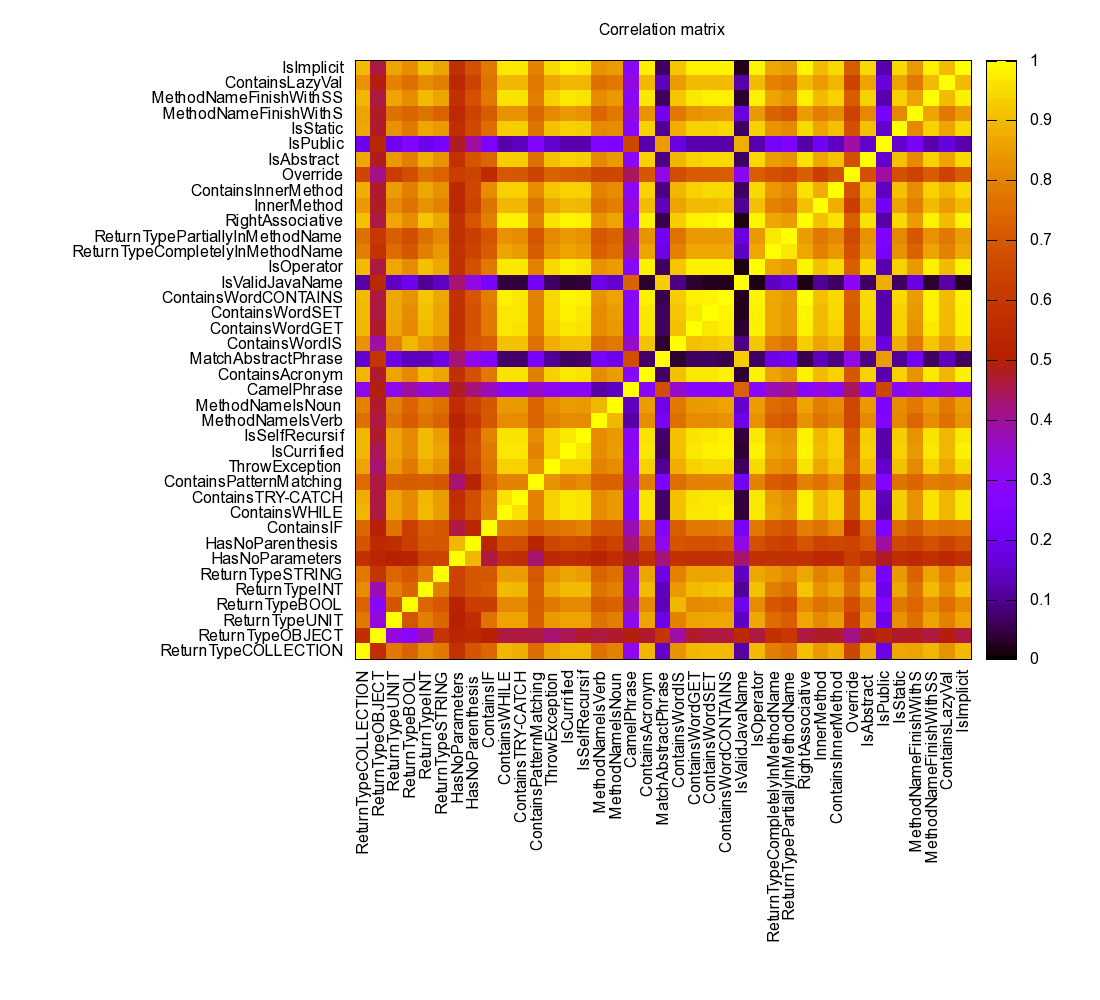 Correlation matrix
IsImplicit
ContainsLazyVal
MethodNameFinishWithSS
MethodNameFinishWithS
IsStatic
IsPublic
IsAbstract
Override
ContainsInnerMethod
InnerMethod
RightAssociative
ReturnTypePartiallyInMethodName
ReturnTypeCompletelyInMethodName
IsOperator
IsValidJavaName
ContainsWordCONTAINS
ContainsWordSET
ContainsWordGET
ContainsWordIS
MatchAbstractPhrase
ContainsAcronym
CamelPhrase
MethodNameIsNoun
MethodNameIsVerb
IsSelfRecursif
IsCurrified
ThrowException
ContainsPatternMatching
ContainsTRY-CATCH
ContainsWHILE
ContainsIF
HasNoParenthesis
HasNoParameters
ReturnTypeSTRING
ReturnTypeINT
ReturnTypeBOOL
ReturnTypeUNIT
ReturnTypeOBJECT
ReturnTypeCOLLECTION
1
0.9
0.8
0.7
0.6
0.5
0.4
0.3
0.2
0.1
0
ReturnTypeCOLLECTION
ReturnTypeOBJECT
ReturnTypeUNIT
ReturnTypeBOOL
ReturnTypeINT
ReturnTypeSTRING
HasNoParameters
HasNoParenthesis
ContainsIF
ContainsWHILE
ContainsTRY-CATCH
ContainsPatternMatching
ThrowException
IsCurrified
IsSelfRecursif
MethodNameIsVerb
MethodNameIsNoun
CamelPhrase
ContainsAcronym
MatchAbstractPhrase
ContainsWordIS
ContainsWordGET
ContainsWordSET
ContainsWordCONTAINS
IsValidJavaName
IsOperator
ReturnTypeCompletelyInMethodName
ReturnTypePartiallyInMethodName
RightAssociative
InnerMethod
ContainsInnerMethod
Override
IsAbstract
IsPublic
IsStatic
MethodNameFinishWithS
MethodNameFinishWithSS
ContainsLazyVal
IsImplicit